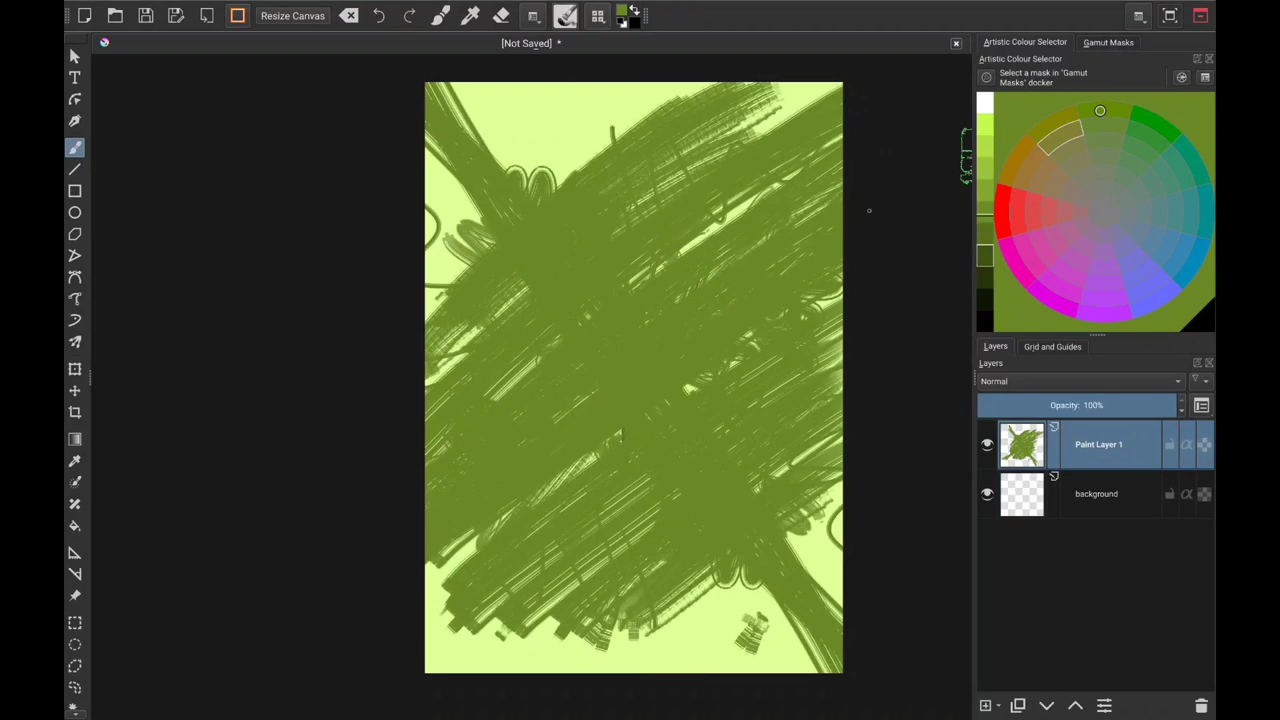 Resize Canvas
[Not Saved] *
Artistic Colour Selector
Gamut Masks
Artistic Colour Selector
Select a mask in "Gamut
Masks" docker
Layers
Grid and Guides
Layers
Normal
Opacity: 100%
Paint Layer 1
background